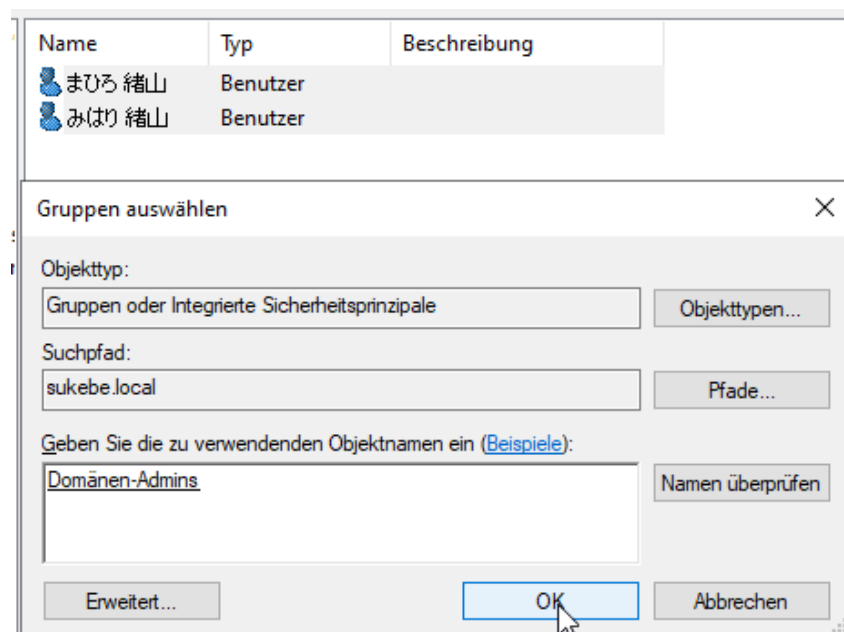 Name Typ Beschreibung
まひろ 緒山 Benutzer
みはり 緒山 Benutzer
Gruppen auswählen
Objekttyp:
Gruppen oder Integrierte Sicherheitsprinzipale Objekttypen...
Suchpfad:
sukebe.local Pfade...
Geben Sie die zu verwendenden Objektnamen ein (Beispiele):
Domänen-Admins Namen überprüfen
Erweitert... OK Abbrechen